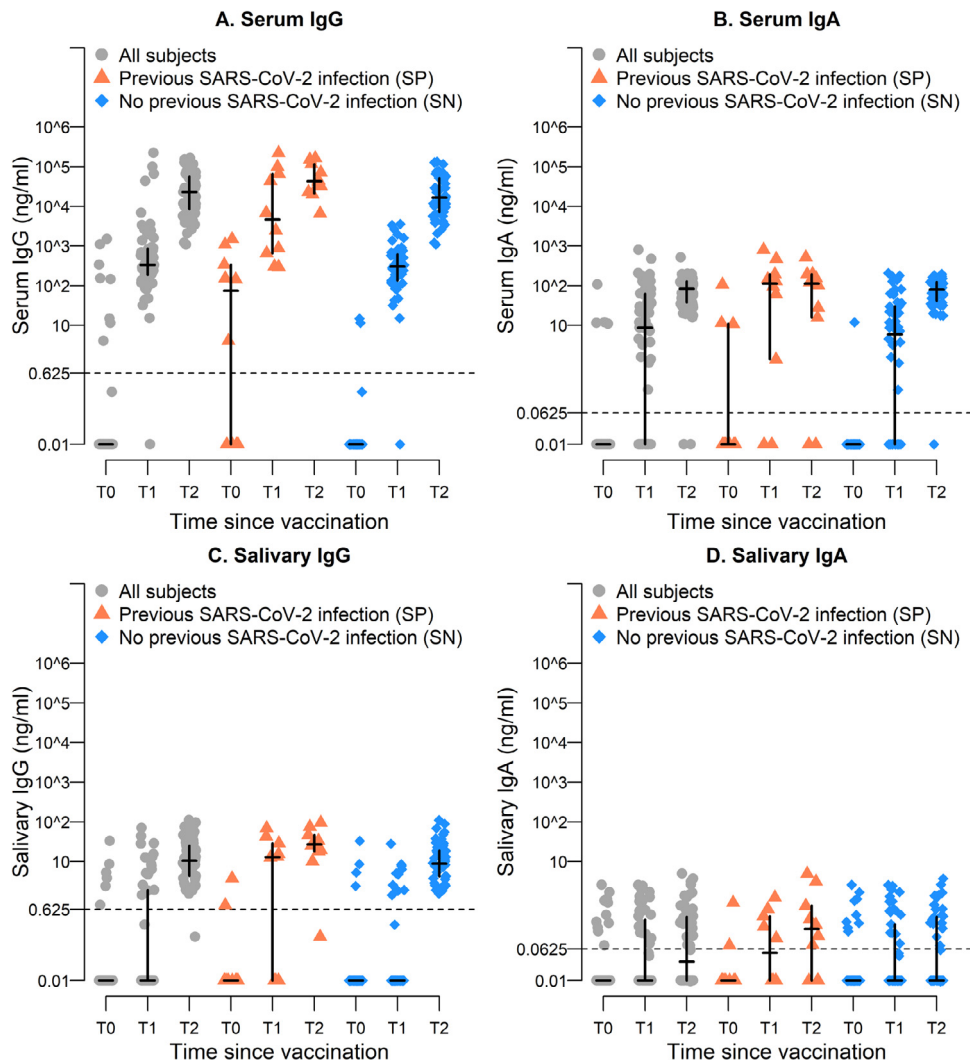 A. Serum IgG
All subjects
Previous SARS-CoV-2 infection (SP)
No previous SARS-CoV-2 infection (SN)
Serum IgG (ng/ml)
10^6
10^5
10^4
10^3
10^2
10
0.625
0.01
T0 T1 T2 T0 T1 T2 T0 T1 T2
Time since vaccination
B. Serum IgA
All subjects
Previous SARS-CoV-2 infection (SP)
No previous SARS-CoV-2 infection (SN)
Serum IgA (ng/ml)
10^6
10^5
10^4
10^3
10^2
10
0.0625
0.01
T0 T1 T2 T0 T1 T2 T0 T1 T2
Time since vaccination
C. Salivary IgG
All subjects
Previous SARS-CoV-2 infection (SP)
No previous SARS-CoV-2 infection (SN)
Salivary IgG (ng/ml)
10^6
10^5
10^4
10^3
10^2
10
0.625
0.01
T0 T1 T2 T0 T1 T2 T0 T1 T2
Time since vaccination
D. Salivary IgA
All subjects
Previous SARS-CoV-2 infection (SP)
No previous SARS-CoV-2 infection (SN)
Salivary IgA (ng/ml)
10^6
10^5
10^4
10^3
10^2
10
0.0625
0.01
T0 T1 T2 T0 T1 T2 T0 T1 T2
Time since vaccination